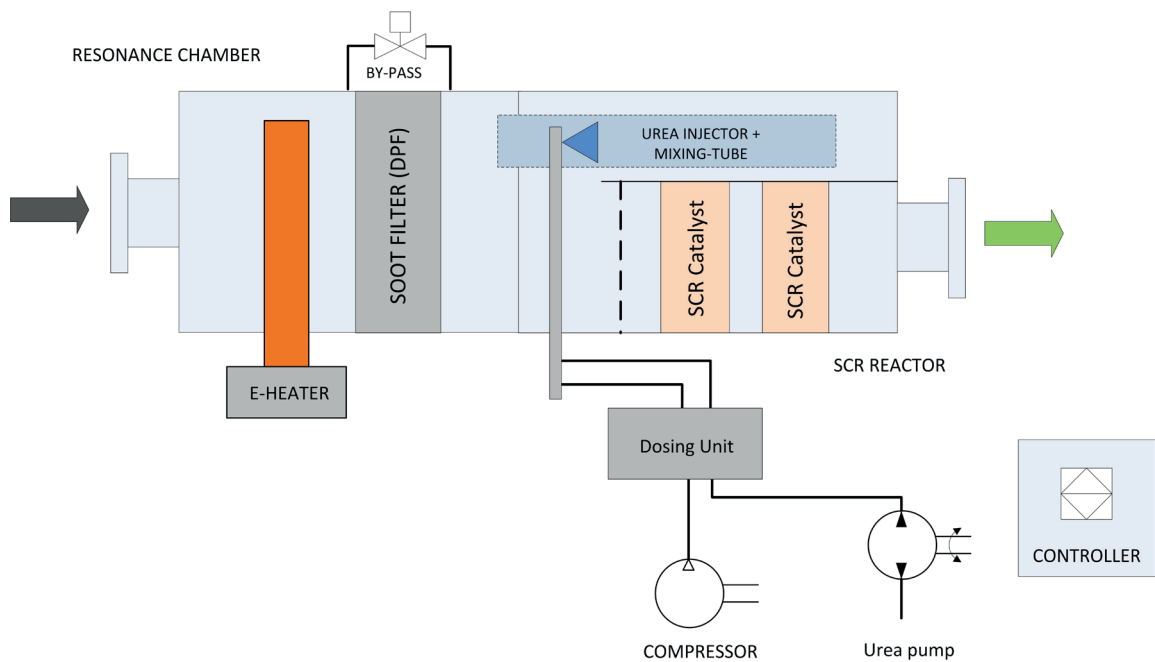 RESONANCE CHAMBER
BY-PASS
SOOT FILTER (DPF)
UREA INJECTOR +
MIXING-TUBE
SCR Catalyst
SCR Catalyst
SCR REACTOR
E-HEATER
Dosing Unit
CONTROLLER
COMPRESSOR
Urea pump